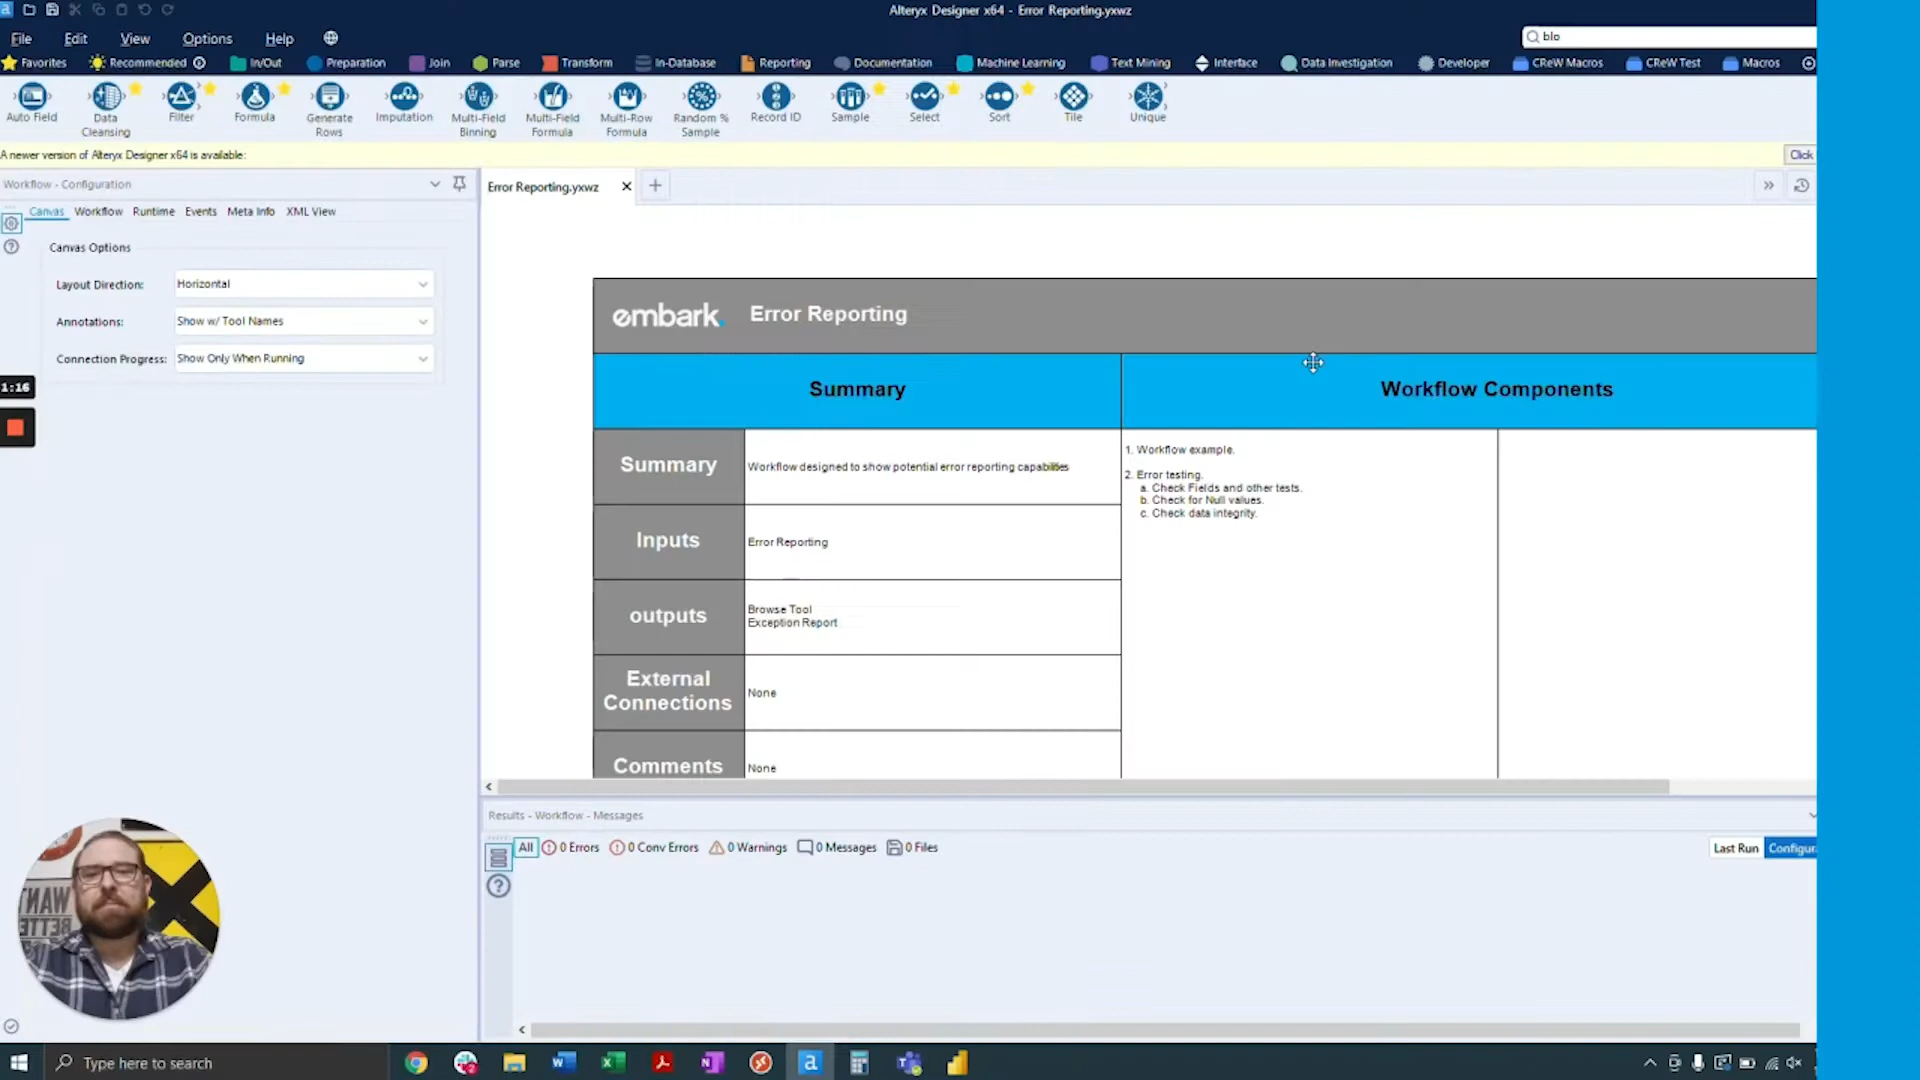 Alteryx Designer x64 - Error Reporting.yxwz
File Edit View Options Help
blo
Favorites Recommended In/Out Preparation Join Parse Transform In-Database Reporting Documentation Machine Learning Text Mining Interface Data Investigation Developer CReW Macros CReW Test Macros
Auto Field Data Cleansing Filter Formula Generate Rows Imputation Multi-Field Binning Multi-Field Formula Multi-Row Formula Random % Sample Record ID Sample Select Sort Tile Unique
A newer version of Alteryx Designer x64 is available:
Click
Workflow - Configuration
Error Reporting.yxwz
Canvas Workflow Runtime Events Meta Info XML View
Canvas Options
Layout Direction: Horizontal
Annotations: Show w/ Tool Names
Connection Progress: Show Only When Running
1:16
embark. Error Reporting
Summary
Workflow Components
Summary
Workflow designed to show potential error reporting capabilities
Inputs
Error Reporting
outputs
Browse Tool
Exception Report
External
Connections
None
Comments
None
1. Workflow example.
2. Error testing.
a. Check Fields and other tests.
b. Check for Null values.
c. Check data integrity.
Results - Workflow - Messages
All 0 Errors 0 Conv Errors 0 Warnings 0 Messages 0 Files
Last Run Configura
WANT
BETTE
Type here to search